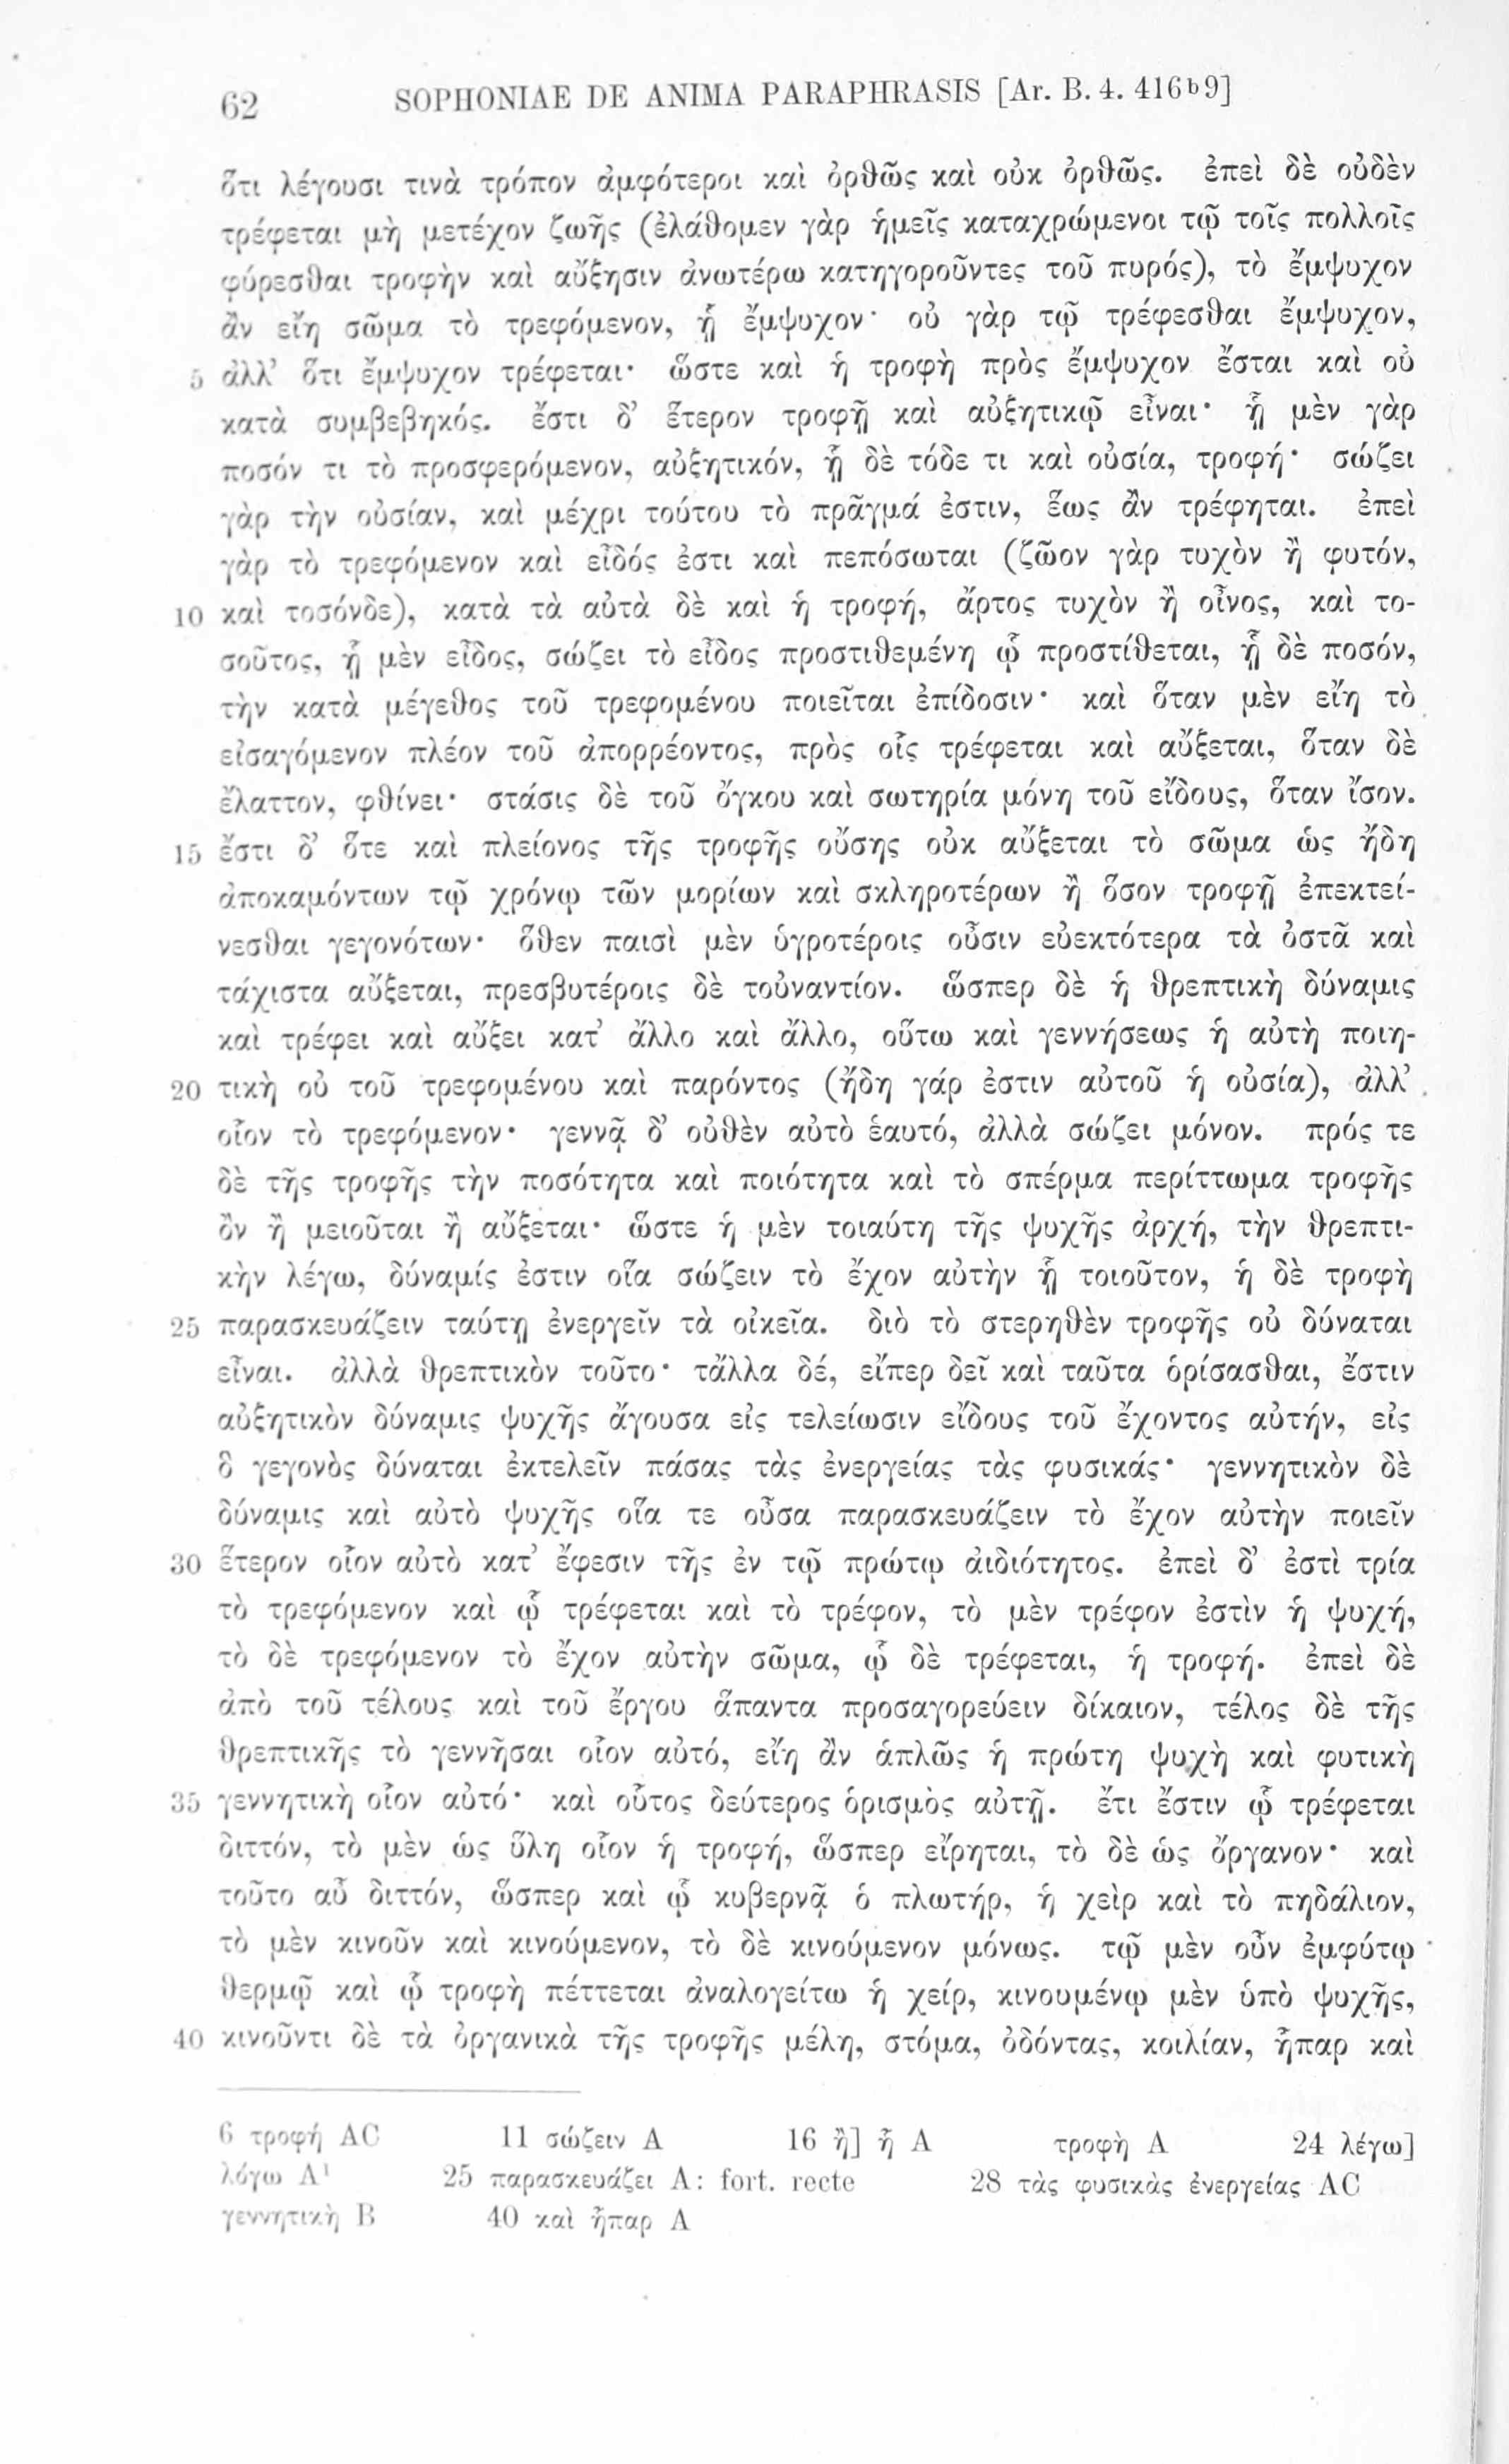 62 SOPHONIAE DE ANIMA PARAPHRASIS [Ar. B. 4. 416b9]
ὅτι λέγουσι τινὰ τρόπον ἀμφότεροι καὶ ὀρθῶς καὶ οὐκ ὀρθῶς. ἐπεὶ δὲ οὐδὲν
τρέφεται μὴ μετέχον ζωῆς (ἐλάθομεν γὰρ ἡμεῖς καταχρώμενοι τῷ τοῖς πολλοῖς
φύρεσθαι τροφὴν καὶ αὔξησιν ἀνωτέρω κατηγοροῦντες τοῦ πυρός), τὸ ἔμψυχον
ἂν εἴη σῶμα τὸ τρεφόμενον, ᾗ ἔμψυχον· οὐ γὰρ τῷ τρέφεσθαι ἔμψυχον,
5 ἀλλ’ ὅτι ἔμψυχον τρέφεται· ὥστε καὶ ἡ τροφὴ πρὸς ἔμψυχον ἔσται καὶ οὐ
κατὰ συμβεβηκός. ἔστι δ’ ἕτερον τροφῇ καὶ αὐξητικῷ εἶναι· ᾗ μὲν γὰρ
ποσόν τι τὸ προσφερόμενον, αὐξητικόν, ᾗ δὲ τόδε τι καὶ οὐσία, τροφή· σώζει
γὰρ τὴν οὐσίαν, καὶ μέχρι τούτου τὸ πρᾶγμά ἐστιν, ἕως ἂν τρέφηται. ἐπεὶ
γὰρ τὸ τρεφόμενον καὶ εἶδός ἐστι καὶ πεπόσωται (ζῶον γὰρ τυχὸν ἢ φυτόν,
10 καὶ τοσόνδε), κατὰ τὰ αὐτὰ δὲ καὶ ἡ τροφή, ἄρτος τυχὸν ἢ οἶνος, καὶ το-
σοῦτος, ᾗ μὲν εἶδος, σώζει τὸ εἶδος προστιθεμένη ᾧ προστίθεται, ᾗ δὲ ποσόν,
τὴν κατὰ μέγεθος τοῦ τρεφομένου ποιεῖται ἐπίδοσιν· καὶ ὅταν μὲν εἴη τὸ
εἰσαγόμενον πλέον τοῦ ἀπορρέοντος, πρὸς οἷς τρέφεται καὶ αὔξεται, ὅταν δὲ
ἔλαττον, φθίνει· στάσις δὲ τοῦ ὄγκου καὶ σωτηρία μόνη τοῦ εἴδους, ὅταν ἴσον.
15 ἔστι δ’ ὅτε καὶ πλείονος τῆς τροφῆς οὔσης οὐκ αὔξεται τὸ σῶμα ὡς ἤδη
ἀποκαμόντων τῷ χρόνῳ τῶν μορίων καὶ σκληροτέρων ἢ ὅσον τροφῇ ἐπεκτεί-
νεσθαι γεγονότων· ὅθεν παισὶ μὲν ὑγροτέροις οὖσιν εὐεκτότερα τὰ ὀστᾶ καὶ
τάχιστα αὔξεται, πρεσβυτέροις δὲ τοὐναντίον. ὥσπερ δὲ ἡ θρεπτικὴ δύναμις
καὶ τρέφει καὶ αὔξει κατ’ ἄλλο καὶ ἄλλο, οὕτω καὶ γεννήσεως ἡ αὐτὴ ποιη-
20 τικὴ οὐ τοῦ τρεφομένου καὶ παρόντος (ἤδη γάρ ἐστιν αὐτοῦ ἡ οὐσία), ἀλλ’
οἷον τὸ τρεφόμενον· γεννᾷ δ’ οὐθὲν αὐτὸ ἑαυτό, ἀλλὰ σώζει μόνον. πρός τε
δὲ τῆς τροφῆς τὴν ποσότητα καὶ ποιότητα καὶ τὸ σπέρμα περίττωμα τροφῆς
ὂν ἢ μειοῦται ἢ αὔξεται· ὥστε ἡ μὲν τοιαύτη τῆς ψυχῆς ἀρχή, τὴν θρεπτι-
κὴν λέγω, δύναμίς ἐστιν οἵα σώζειν τὸ ἔχον αὐτὴν ᾗ τοιοῦτον, ἡ δὲ τροφὴ
25 παρασκευάζειν ταύτῃ ἐνεργεῖν τὰ οἰκεῖα. διὸ τὸ στερηθὲν τροφῆς οὐ δύναται
εἶναι. ἀλλὰ θρεπτικὸν τοῦτο· τἄλλα δέ, εἴπερ δεῖ καὶ ταῦτα ὁρίσασθαι, ἔστιν
αὐξητικὸν δύναμις ψυχῆς ἄγουσα εἰς τελείωσιν εἴδους τοῦ ἔχοντος αὐτήν, εἰς
ὃ γεγονὸς δύναται ἐκτελεῖν πάσας τὰς ἐνεργείας τὰς φυσικάς· γεννητικὸν δὲ
δύναμις καὶ αὐτὸ ψυχῆς οἵα τε οὖσα παρασκευάζειν τὸ ἔχον αὐτὴν ποιεῖν
30 ἕτερον οἷον αὐτὸ κατ’ ἔφεσιν τῆς ἐν τῷ πρώτῳ ἀιδιότητος. ἐπεὶ δ’ ἐστὶ τρία
τὸ τρεφόμενον καὶ ᾧ τρέφεται καὶ τὸ τρέφον, τὸ μὲν τρέφον ἐστὶν ἡ ψυχή,
τὸ δὲ τρεφόμενον τὸ ἔχον αὐτὴν σῶμα, ᾧ δὲ τρέφεται, ἡ τροφή. ἐπεὶ δὲ
ἀπὸ τοῦ τέλους καὶ τοῦ ἔργου ἅπαντα προσαγορεύειν δίκαιον, τέλος δὲ τῆς
θρεπτικῆς τὸ γεννῆσαι οἷον αὐτό, εἴη ἂν ἁπλῶς ἡ πρώτη ψυχὴ καὶ φυτικὴ
35 γεννητικὴ οἷον αὐτό· καὶ οὗτος δεύτερος ὁρισμὸς αὐτῇ. ἔτι ἔστιν ᾧ τρέφεται
διττόν, τὸ μὲν ὡς ὕλη οἷον ἡ τροφή, ὥσπερ εἴρηται, τὸ δὲ ὡς ὄργανον· καὶ
τοῦτο αὖ διττόν, ὥσπερ καὶ ᾧ κυβερνᾷ ὁ πλωτήρ, ἡ χεὶρ καὶ τὸ πηδάλιον,
τὸ μὲν κινοῦν καὶ κινούμενον, τὸ δὲ κινούμενον μόνως. τῷ μὲν οὖν ἐμφύτῳ
θερμῷ καὶ ᾧ τροφὴ πέττεται ἀναλογείτω ἡ χείρ, κινουμένῳ μὲν ὑπὸ ψυχῆς,
40 κινοῦντι δὲ τὰ ὀργανικὰ τῆς τροφῆς μέλη, στόμα, ὀδόντας, κοιλίαν, ἧπαρ καὶ
6 τροφή AC 11 σώζειν A 16 ἢ] ᾗ A τροφὴ A 24 λέγω]
λόγω A¹ 25 παρασκευάζει A: fort. recte 28 τὰς φυσικὰς ἐνεργείας AC
γεννητικὴ B 40 καὶ ἧπαρ A